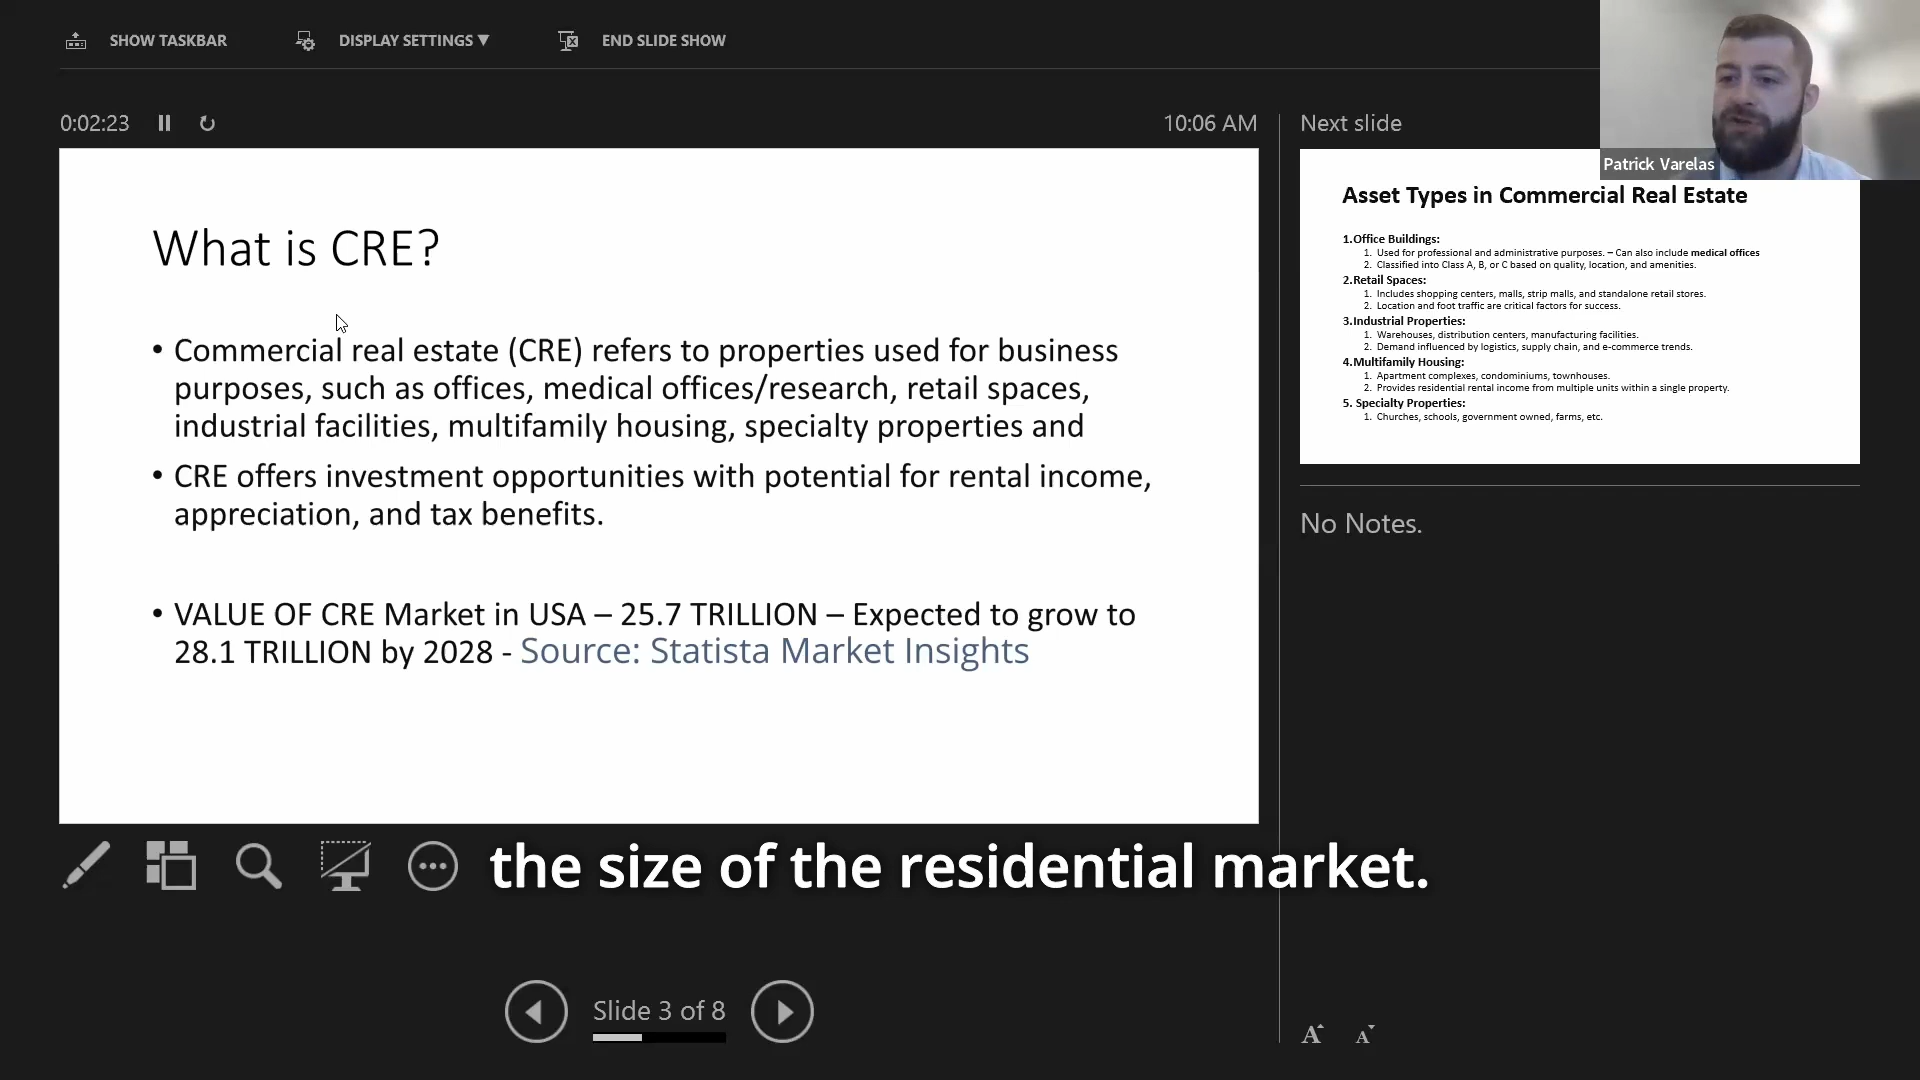 SHOW TASKBAR
DISPLAY SETTINGS ▼
END SLIDE SHOW
0:02:23
10:06 AM
Next slide
Patrick Varelas
What is CRE?
• Commercial real estate (CRE) refers to properties used for business
purposes, such as offices, medical offices/research, retail spaces,
industrial facilities, multifamily housing, specialty properties and
• CRE offers investment opportunities with potential for rental income,
appreciation, and tax benefits.
• VALUE OF CRE Market in USA – 25.7 TRILLION – Expected to grow to
28.1 TRILLION by 2028 - Source: Statista Market Insights
Asset Types in Commercial Real Estate
1.Office Buildings:
1. Used for professional and administrative purposes. – Can also include medical offices
2. Classified into Class A, B, or C based on quality, location, and amenities.
2.Retail Spaces:
1. Includes shopping centers, malls, strip malls, and standalone retail stores.
2. Location and foot traffic are critical factors for success.
3.Industrial Properties:
1. Warehouses, distribution centers, manufacturing facilities.
2. Demand influenced by logistics, supply chain, and e-commerce trends.
4.Multifamily Housing:
1. Apartment complexes, condominiums, townhouses.
2. Provides residential rental income from multiple units within a single property.
5. Specialty Properties:
1. Churches, schools, government owned, farms, etc.
No Notes.
the size of the residential market.
Slide 3 of 8
A A